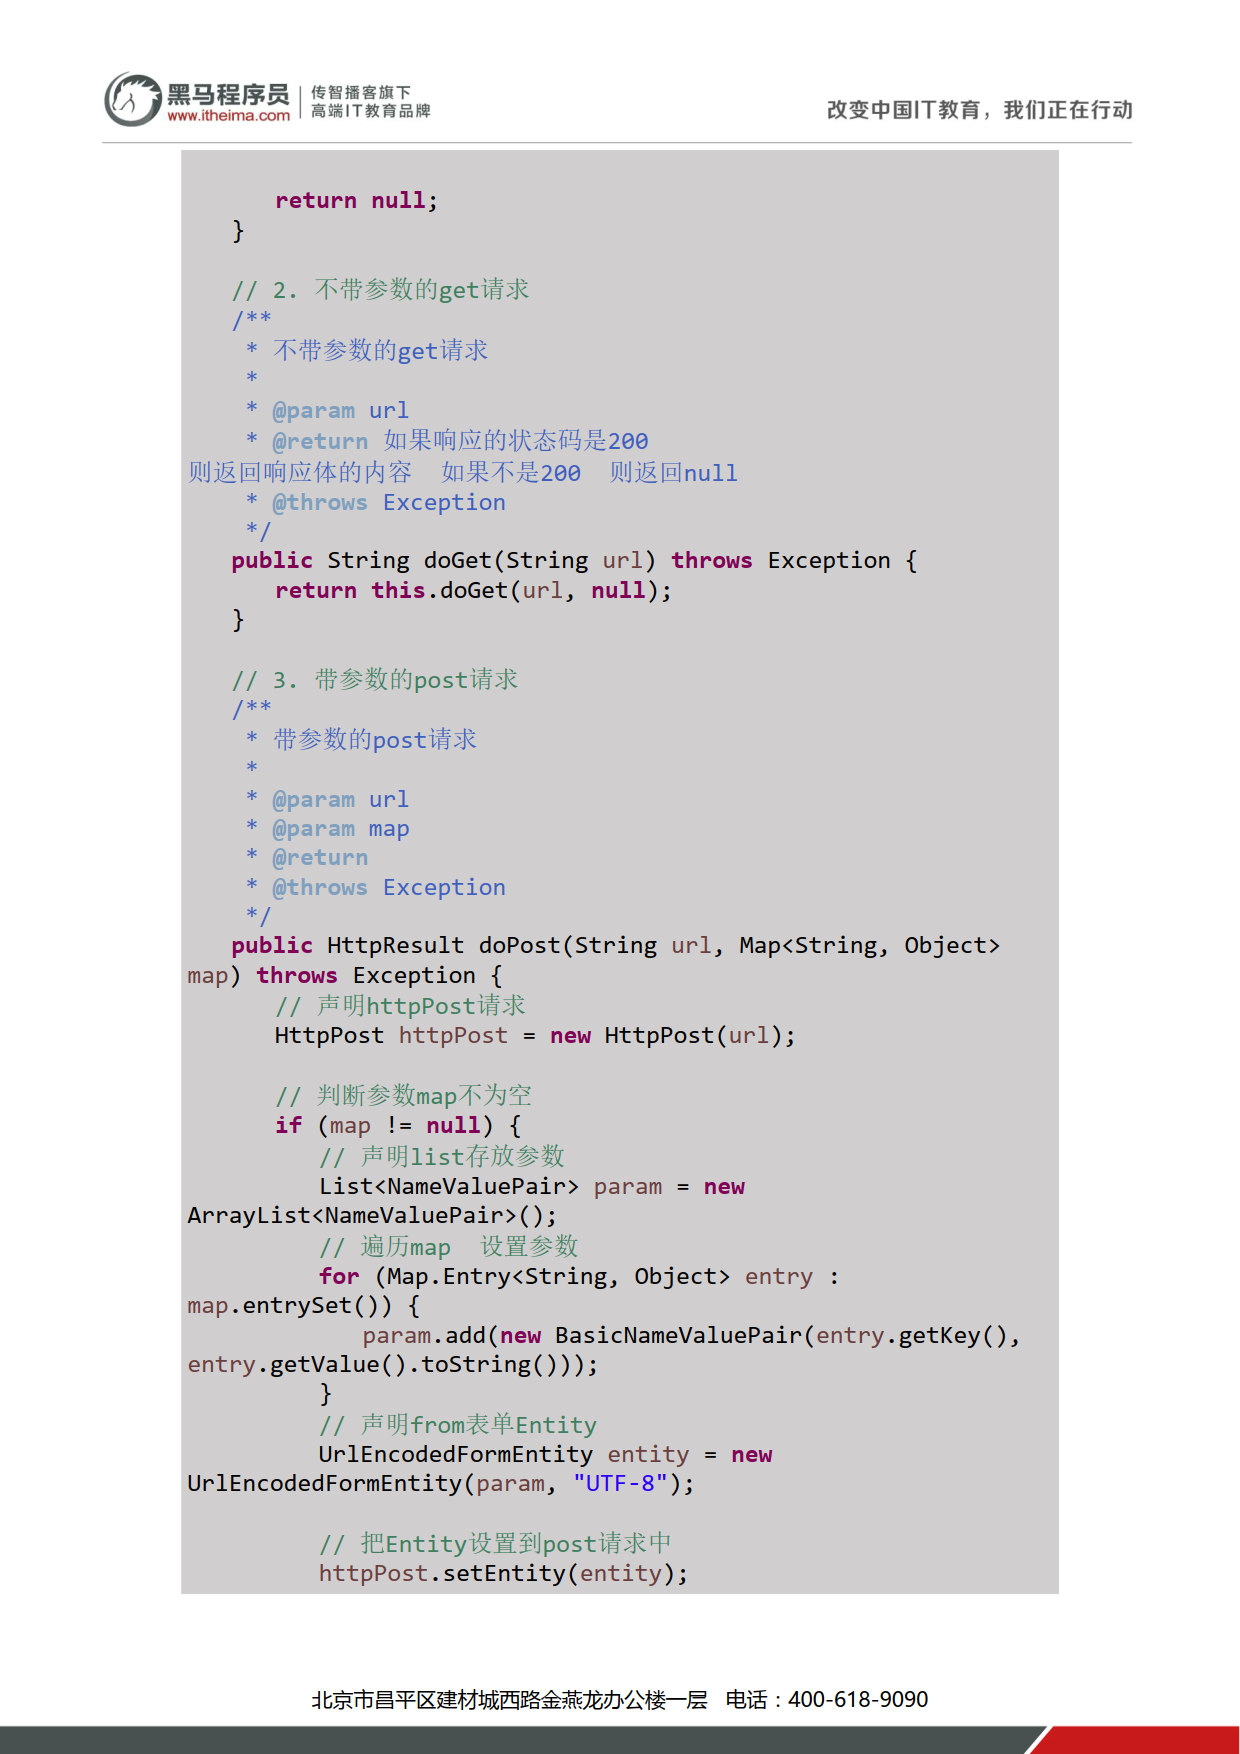 黑马程序员
www.itheima.com
传智播客旗下
高端IT教育品牌
改变中国IT教育，我们正在行动
return null;
}
// 2. 不带参数的get请求
/**
* 不带参数的get请求
*
* @param url
* @return 如果响应的状态码是200
则返回响应体的内容 如果不是200 则返回null
* @throws Exception
*/
public String doGet(String url) throws Exception {
return this.doGet(url, null);
}
// 3. 带参数的post请求
/**
* 带参数的post请求
*
* @param url
* @param map
* @return
* @throws Exception
*/
public HttpResult doPost(String url, Map<String, Object>
map) throws Exception {
// 声明httpPost请求
HttpPost httpPost = new HttpPost(url);
// 判断参数map不为空
if (map != null) {
// 声明list存放参数
List<NameValuePair> param = new
ArrayList<NameValuePair>();
// 遍历map 设置参数
for (Map.Entry<String, Object> entry :
map.entrySet()) {
param.add(new BasicNameValuePair(entry.getKey(),
entry.getValue().toString()));
}
// 声明from表单Entity
UrlEncodedFormEntity entity = new
UrlEncodedFormEntity(param, "UTF-8");
// 把Entity设置到post请求中
httpPost.setEntity(entity);
北京市昌平区建材城西路金燕龙办公楼一层 电话：400-618-9090